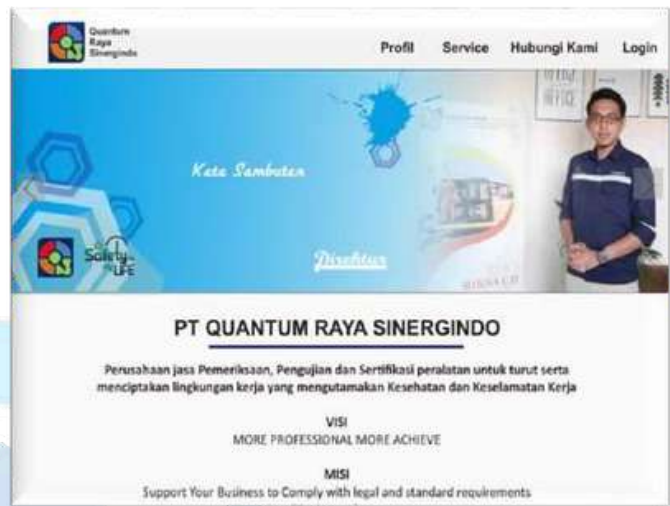 Quantum
Raya
Sinergindo
Profil Service Hubungi Kami Login
Kata Sambutan
Safety
LIFE
Direktur
PT QUANTUM RAYA SINERGINDO
Perusahaan jasa Pemeriksaan, Pengujian dan Sertifikasi peralatan untuk turut serta
menciptakan lingkungan kerja yang mengutamakan Kesehatan dan Keselamatan Kerja
VISI
MORE PROFESSIONAL MORE ACHIEVE
MISI
Support Your Business to Comply with legal and standard requirements